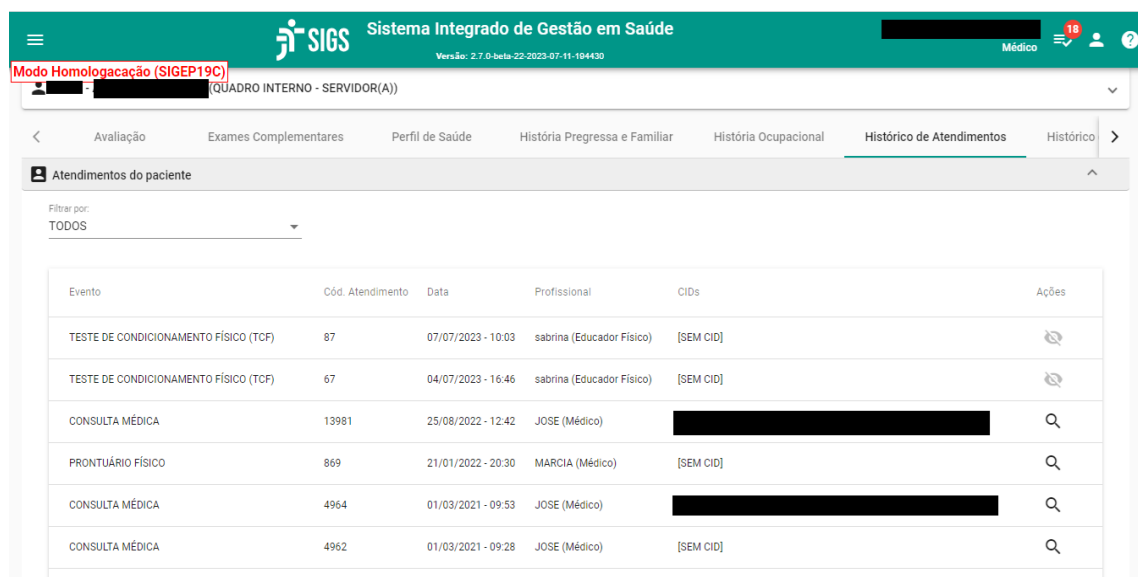 SIGS
Sistema Integrado de Gestão em Saúde
Versão: 2.7.0-beta-22-2023-07-11-194430
Médico
18
Modo Homologacação (SIGEP19C)
- (QUADRO INTERNO - SERVIDOR(A))
Avaliação Exames Complementares Perfil de Saúde História Pregressa e Familiar História Ocupacional Histórico de Atendimentos Histórico
Atendimentos do paciente
Filtrar por:
TODOS
Evento Cód. Atendimento Data Profissional CIDs Ações
TESTE DE CONDICIONAMENTO FÍSICO (TCF) 87 07/07/2023 - 10:03 sabrina (Educador Físico) [SEM CID]
TESTE DE CONDICIONAMENTO FÍSICO (TCF) 67 04/07/2023 - 16:46 sabrina (Educador Físico) [SEM CID]
CONSULTA MÉDICA 13981 25/08/2022 - 12:42 JOSE (Médico)
PRONTUÁRIO FÍSICO 869 21/01/2022 - 20:30 MARCIA (Médico) [SEM CID]
CONSULTA MÉDICA 4964 01/03/2021 - 09:53 JOSE (Médico)
CONSULTA MÉDICA 4962 01/03/2021 - 09:28 JOSE (Médico) [SEM CID]